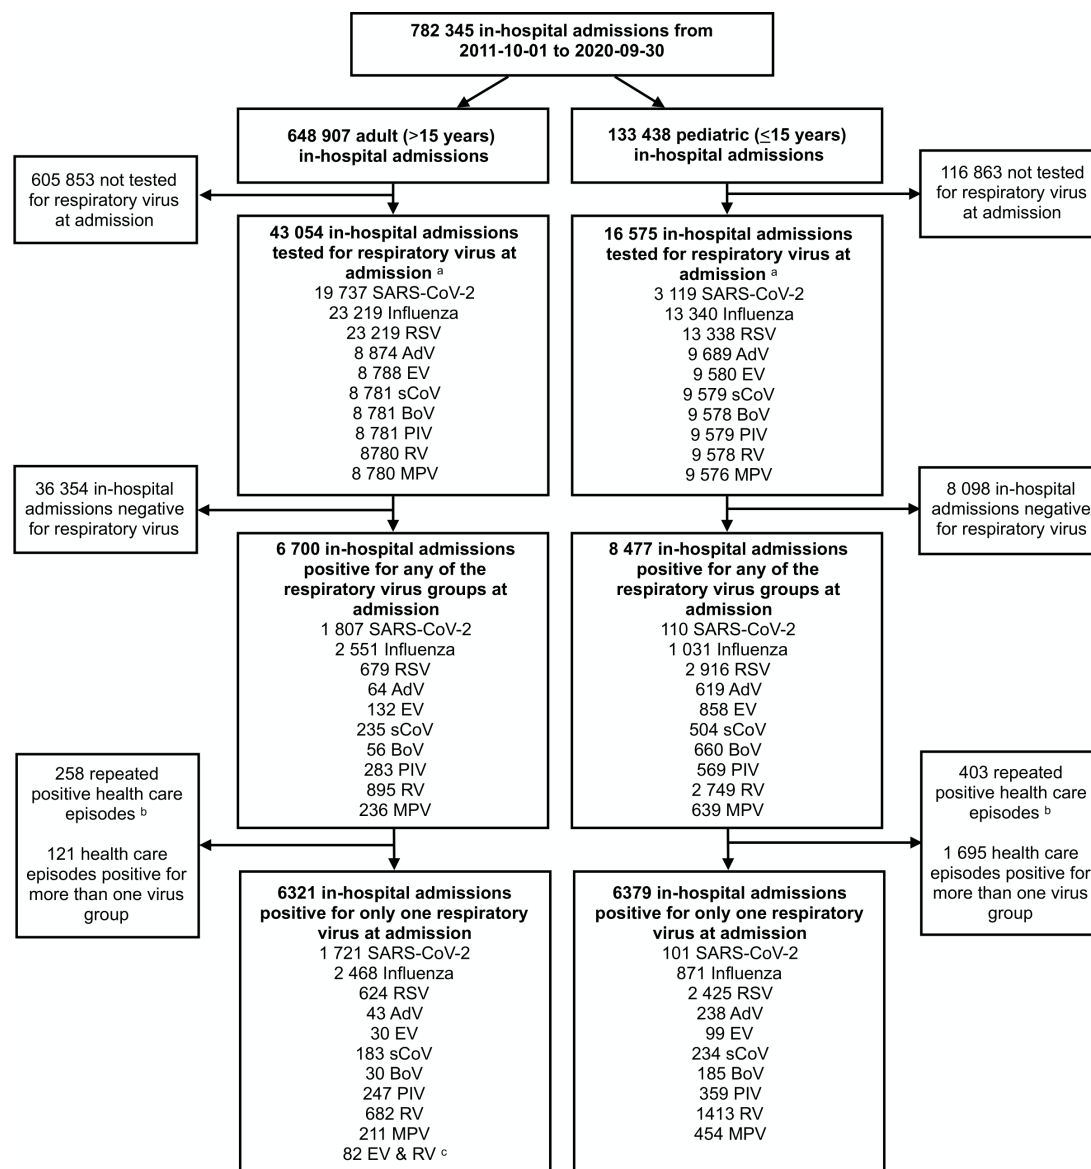 782 345 in-hospital admissions from
2011-10-01 to 2020-09-30
648 907 adult (>15 years)
in-hospital admissions
133 438 pediatric (≤15 years)
in-hospital admissions
605 853 not tested
for respiratory virus
at admission
116 863 not tested
for respiratory virus
at admission
43 054 in-hospital admissions
tested for respiratory virus at
admission ᵃ
19 737 SARS-CoV-2
23 219 Influenza
23 219 RSV
8 874 AdV
8 788 EV
8 781 sCoV
8 781 BoV
8 781 PIV
8780 RV
8 780 MPV
16 575 in-hospital admissions
tested for respiratory virus at
admission ᵃ
3 119 SARS-CoV-2
13 340 Influenza
13 338 RSV
9 689 AdV
9 580 EV
9 579 sCoV
9 578 BoV
9 579 PIV
9 578 RV
9 576 MPV
36 354 in-hospital
admissions negative
for respiratory virus
8 098 in-hospital
admissions negative
for respiratory virus
6 700 in-hospital admissions
positive for any of the
respiratory virus groups at
admission
1 807 SARS-CoV-2
2 551 Influenza
679 RSV
64 AdV
132 EV
235 sCoV
56 BoV
283 PIV
895 RV
236 MPV
8 477 in-hospital admissions
positive for any of the
respiratory virus groups at
admission
110 SARS-CoV-2
1 031 Influenza
2 916 RSV
619 AdV
858 EV
504 sCoV
660 BoV
569 PIV
2 749 RV
639 MPV
258 repeated
positive health care
episodes ᵇ
121 health care
episodes positive for
more than one virus
group
403 repeated
positive health care
episodes ᵇ
1 695 health care
episodes positive for
more than one virus
group
6321 in-hospital admissions
positive for only one respiratory
virus at admission
1 721 SARS-CoV-2
2 468 Influenza
624 RSV
43 AdV
30 EV
183 sCoV
30 BoV
247 PIV
682 RV
211 MPV
82 EV & RV ᶜ
6379 in-hospital admissions
positive for only one respiratory
virus at admission
101 SARS-CoV-2
871 Influenza
2 425 RSV
238 AdV
99 EV
234 sCoV
185 BoV
359 PIV
1413 RV
454 MPV